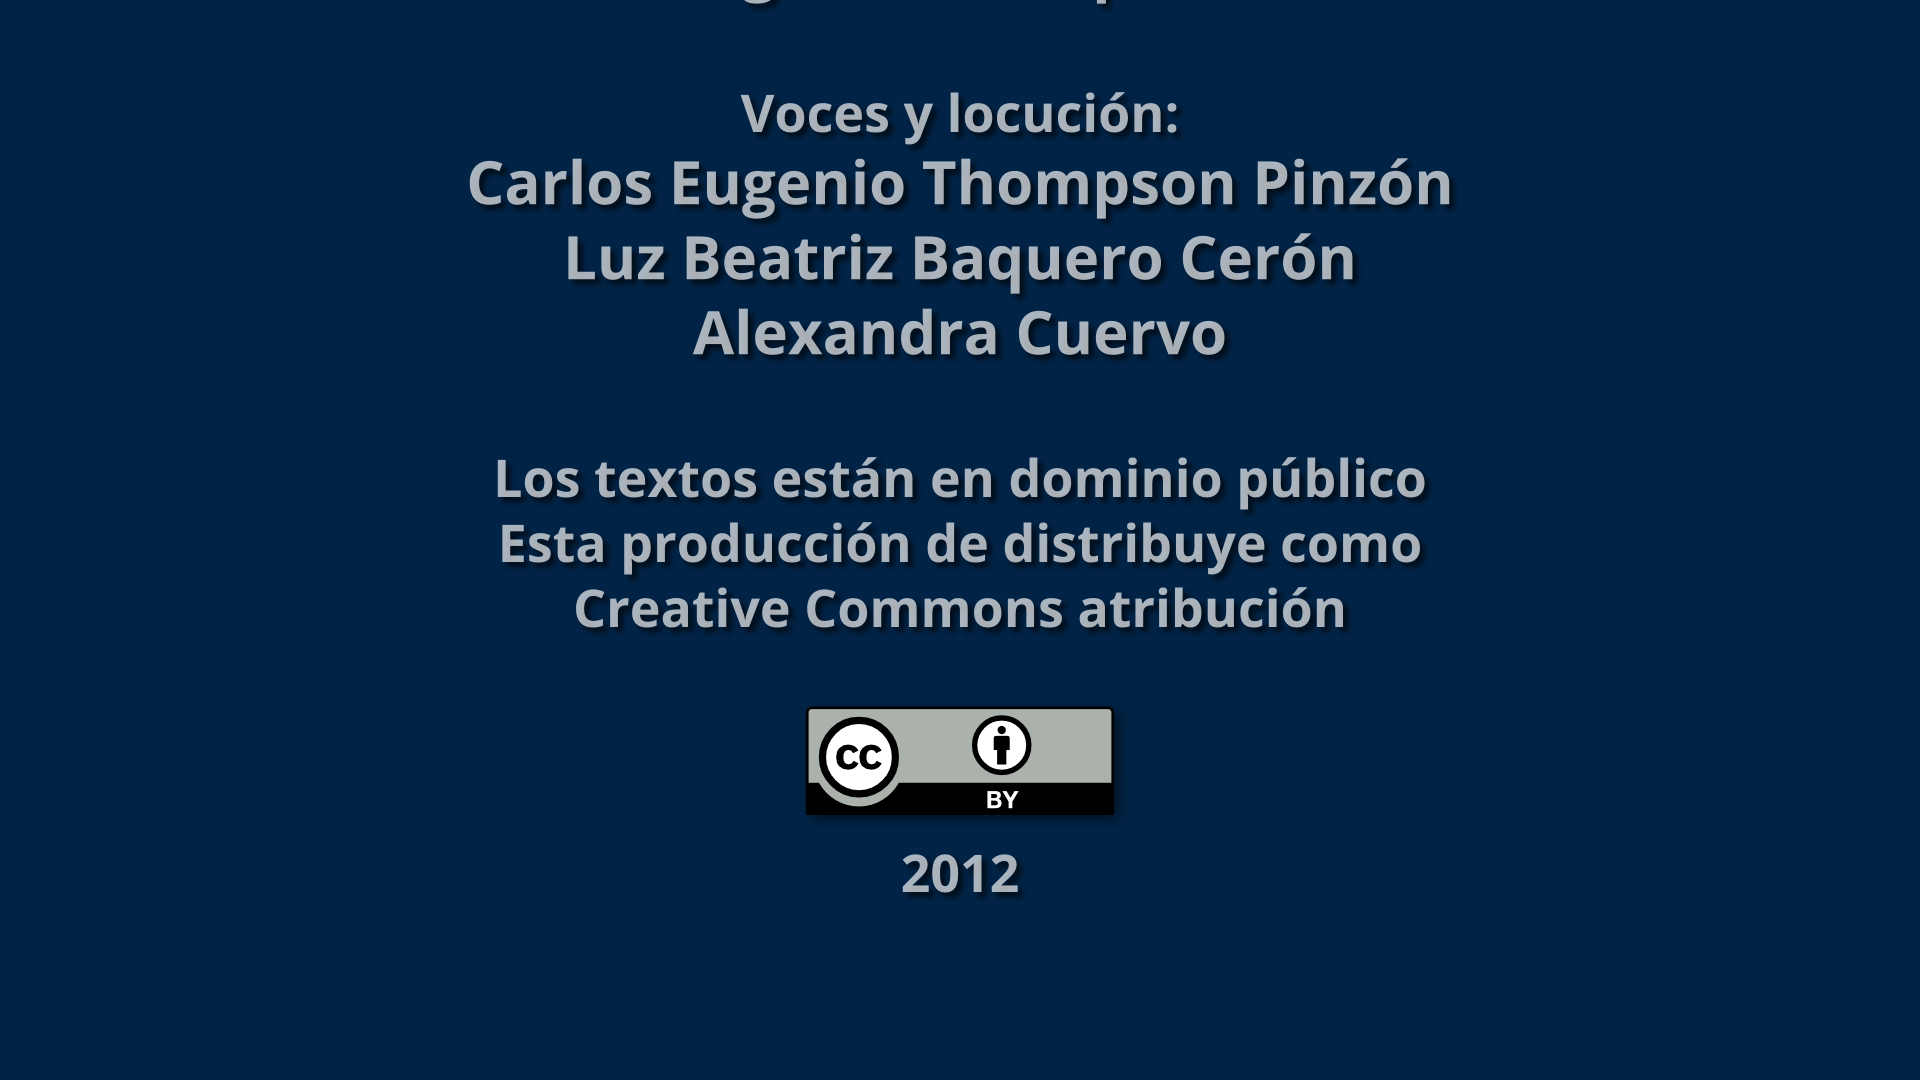 Voces y locución:
Carlos Eugenio Thompson Pinzón
Luz Beatriz Baquero Cerón
Alexandra Cuervo
Los textos están en dominio público
Esta producción de distribuye como
Creative Commons atribución
cc
BY
2012